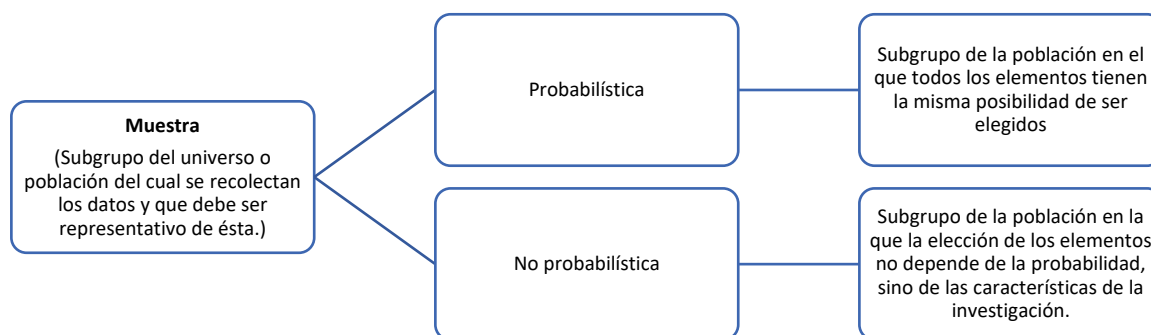 Muestra
(Subgrupo del universo o
población del cual se recolectan
los datos y que debe ser
representativo de ésta.)
Probabilística
Subgrupo de la población en el
que todos los elementos tienen
la misma posibilidad de ser
elegidos
No probabilística
Subgrupo de la población en la
que la elección de los elementos
no depende de la probabilidad,
sino de las características de la
investigación.